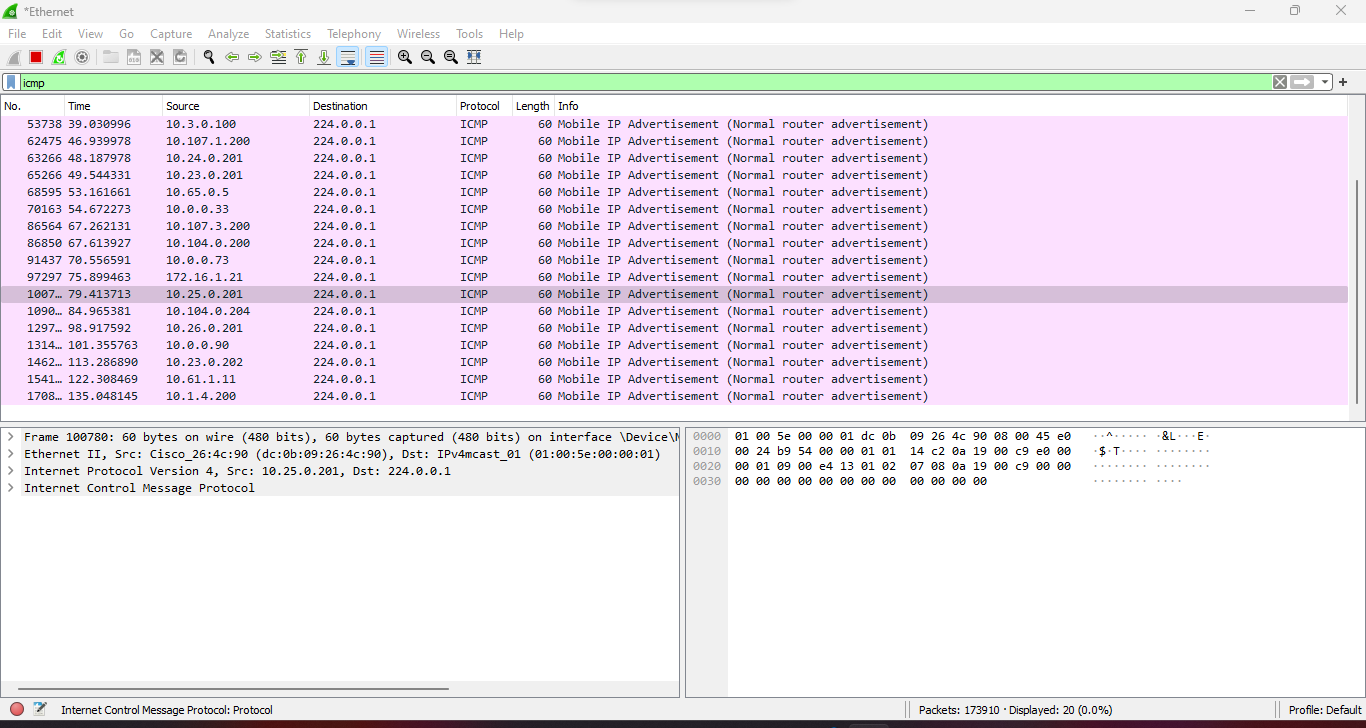 *Ethernet
File Edit View Go Capture Analyze Statistics Telephony Wireless Tools Help
icmp
No. Time Source Destination Protocol Length Info
53738 39.030996 10.3.0.100 224.0.0.1 ICMP 60 Mobile IP Advertisement (Normal router advertisement)
62475 46.939978 10.107.1.200 224.0.0.1 ICMP 60 Mobile IP Advertisement (Normal router advertisement)
63266 48.187978 10.24.0.201 224.0.0.1 ICMP 60 Mobile IP Advertisement (Normal router advertisement)
65266 49.544331 10.23.0.201 224.0.0.1 ICMP 60 Mobile IP Advertisement (Normal router advertisement)
68595 53.161661 10.65.0.5 224.0.0.1 ICMP 60 Mobile IP Advertisement (Normal router advertisement)
70163 54.672273 10.0.0.33 224.0.0.1 ICMP 60 Mobile IP Advertisement (Normal router advertisement)
86564 67.262131 10.107.3.200 224.0.0.1 ICMP 60 Mobile IP Advertisement (Normal router advertisement)
86850 67.613927 10.104.0.200 224.0.0.1 ICMP 60 Mobile IP Advertisement (Normal router advertisement)
91437 70.556591 10.0.0.73 224.0.0.1 ICMP 60 Mobile IP Advertisement (Normal router advertisement)
97297 75.899463 172.16.1.21 224.0.0.1 ICMP 60 Mobile IP Advertisement (Normal router advertisement)
1007… 79.413713 10.25.0.201 224.0.0.1 ICMP 60 Mobile IP Advertisement (Normal router advertisement)
1090… 84.965381 10.104.0.204 224.0.0.1 ICMP 60 Mobile IP Advertisement (Normal router advertisement)
1297… 98.917592 10.26.0.201 224.0.0.1 ICMP 60 Mobile IP Advertisement (Normal router advertisement)
1314… 101.355763 10.0.0.90 224.0.0.1 ICMP 60 Mobile IP Advertisement (Normal router advertisement)
1462… 113.286890 10.23.0.202 224.0.0.1 ICMP 60 Mobile IP Advertisement (Normal router advertisement)
1541… 122.308469 10.61.1.11 224.0.0.1 ICMP 60 Mobile IP Advertisement (Normal router advertisement)
1708… 135.048145 10.1.4.200 224.0.0.1 ICMP 60 Mobile IP Advertisement (Normal router advertisement)
Frame 100780: 60 bytes on wire (480 bits), 60 bytes captured (480 bits) on interface \Device\
Ethernet II, Src: Cisco_26:4c:90 (dc:0b:09:26:4c:90), Dst: IPv4mcast_01 (01:00:5e:00:00:01)
Internet Protocol Version 4, Src: 10.25.0.201, Dst: 224.0.0.1
Internet Control Message Protocol
0000 01 00 5e 00 00 01 dc 0b 09 26 4c 90 08 00 45 e0 ··^····· ·&L···E·
0010 00 24 b9 54 00 00 01 01 14 c2 0a 19 00 c9 e0 00 ·$·T···· ········
0020 00 01 09 00 e4 13 01 02 07 08 0a 19 00 c9 00 00 ········ ········
0030 00 00 00 00 00 00 00 00 00 00 00 00 ········ ····
Internet Control Message Protocol: Protocol
Packets: 173910 · Displayed: 20 (0.0%)
Profile: Default